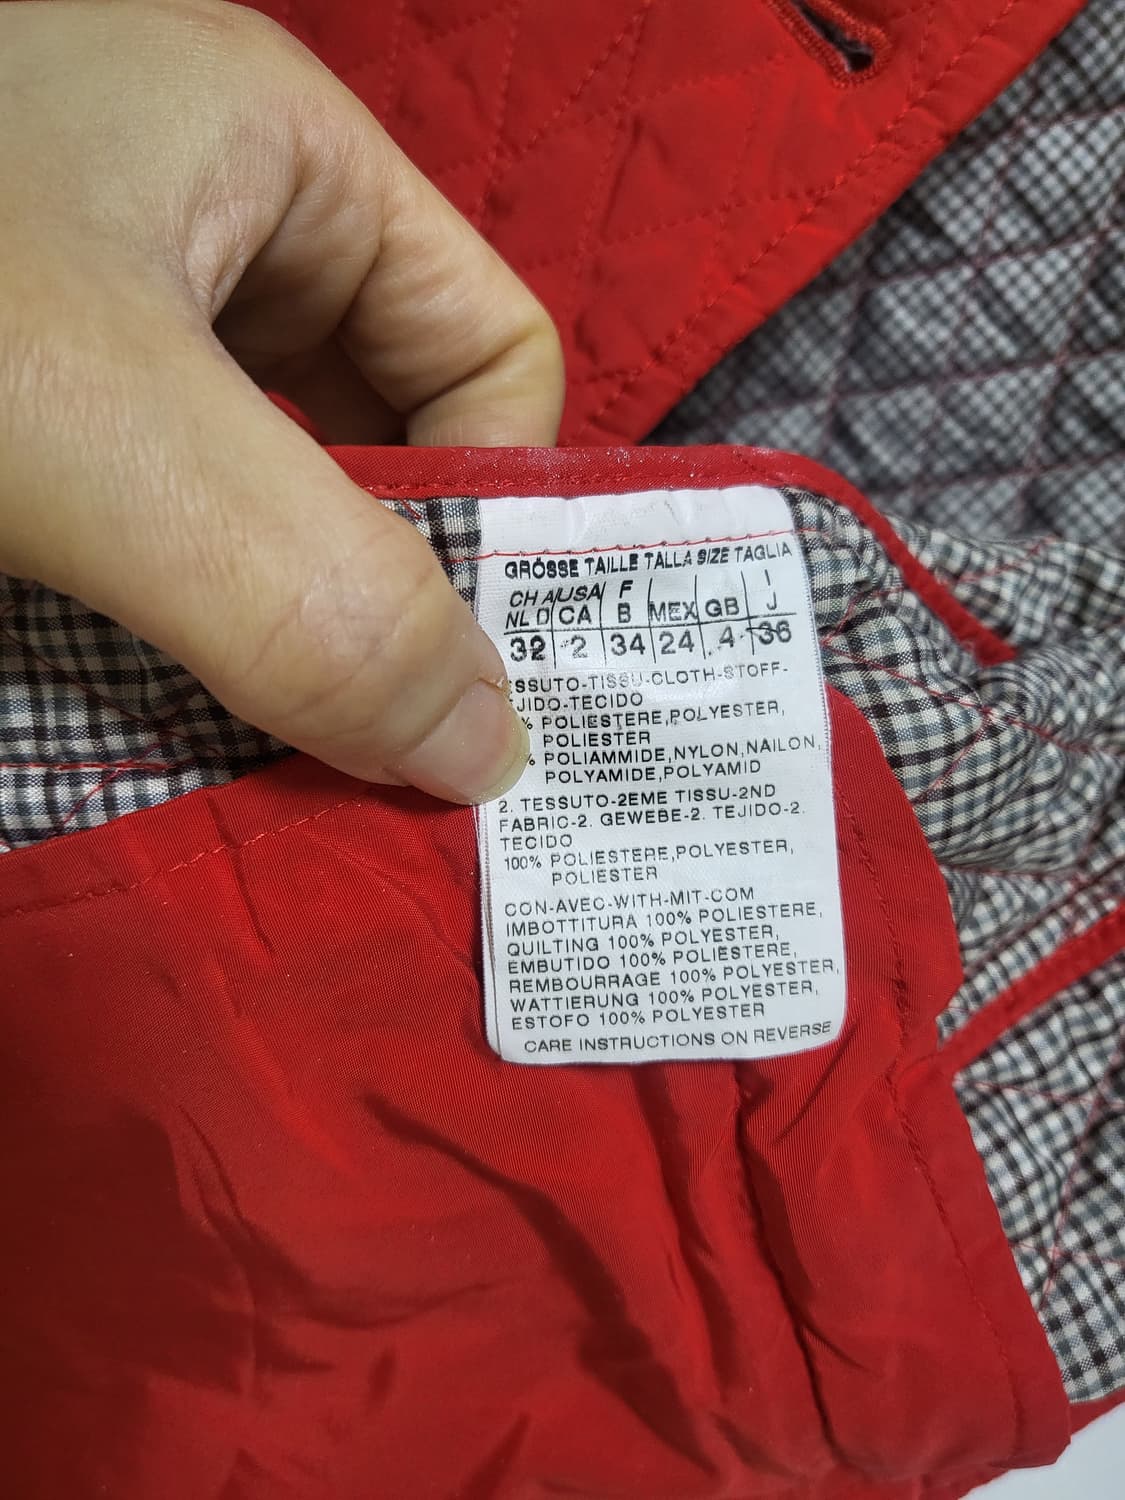 GRÖSSE TAILLE TALLA SIZE TAGLIA
CH A USA F MEX GB I
NL D CA B J
32 2 34 24 4 36
-TISSU-CLOTH-STOFF-
-TECIDO
% POLIESTERE,POLYESTER,
POLIESTER
% POLIAMMIDE,NYLON,NAILON,
POLYAMIDE,POLYAMID
2. TESSUTO-2EME TISSU-2ND
FABRIC-2. GEWEBE-2. TEJIDO-2.
TECIDO
100% POLIESTERE,POLYESTER,
POLIESTER
CON-AVEC-WITH-MIT-COM
IMBOTTITURA 100% POLIESTERE,
QUILTING 100% POLYESTER,
EMBUTIDO 100% POLIESTERE,
REMBOURRAGE 100% POLYESTER,
WATTIERUNG 100% POLYESTER,
ESTOFO 100% POLYESTER
CARE INSTRUCTIONS ON REVERSE